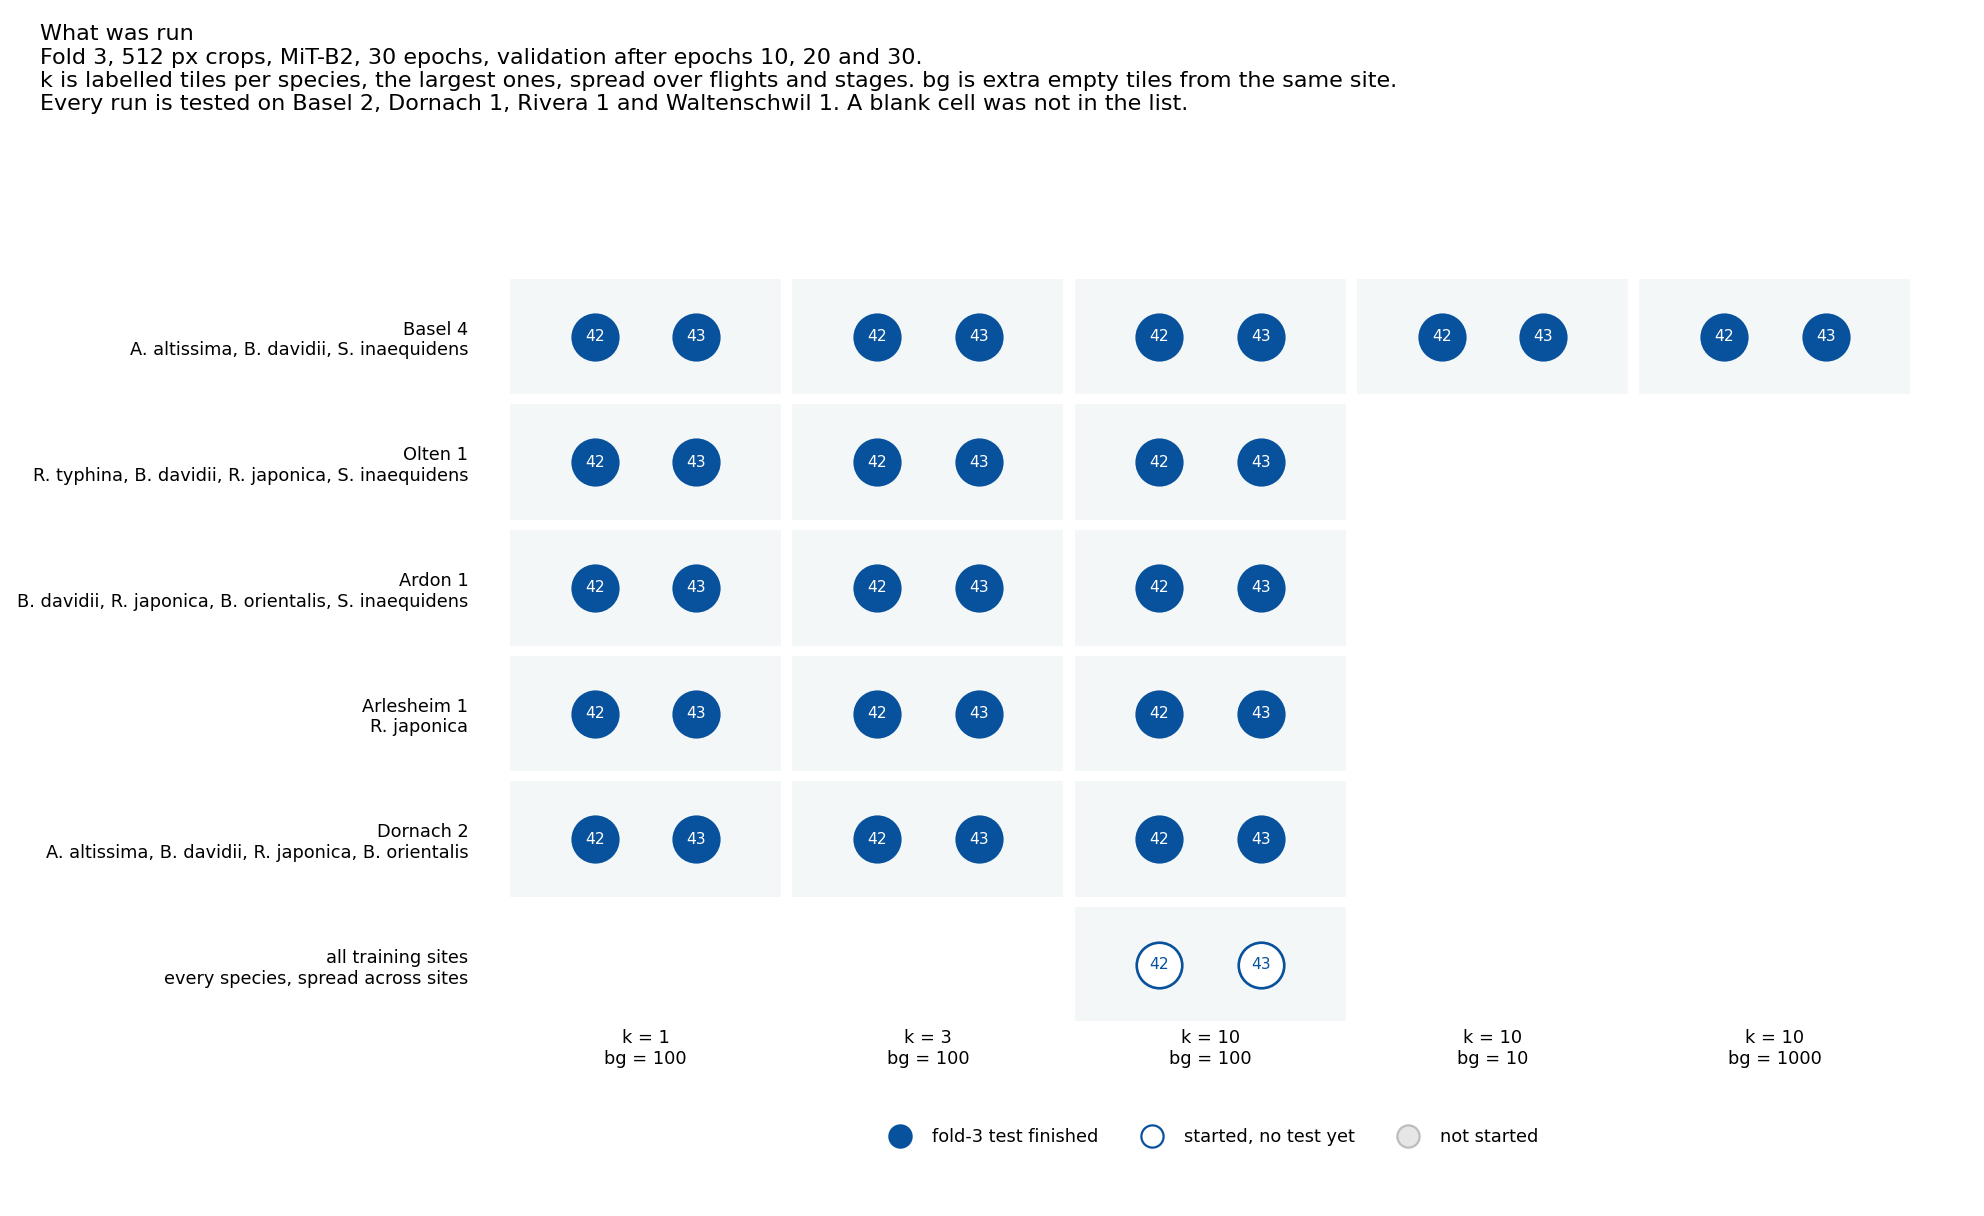 What was run
Fold 3, 512 px crops, MiT-B2, 30 epochs, validation after epochs 10, 20 and 30.
k is labelled tiles per species, the largest ones, spread over flights and stages. bg is extra empty tiles from the same site.
Every run is tested on Basel 2, Dornach 1, Rivera 1 and Waltenschwil 1. A blank cell was not in the list.
Basel 4
A. altissima, B. davidii, S. inaequidens
42 43 42 43 42 43 42 43 42 43
Olten 1
R. typhina, B. davidii, R. japonica, S. inaequidens
42 43 42 43 42 43
Ardon 1
B. davidii, R. japonica, B. orientalis, S. inaequidens
42 43 42 43 42 43
Arlesheim 1
R. japonica
42 43 42 43 42 43
Dornach 2
A. altissima, B. davidii, R. japonica, B. orientalis
42 43 42 43 42 43
all training sites
every species, spread across sites
42 43
k = 1 k = 3 k = 10 k = 10 k = 10
bg = 100 bg = 100 bg = 100 bg = 10 bg = 1000
fold-3 test finished started, no test yet not started